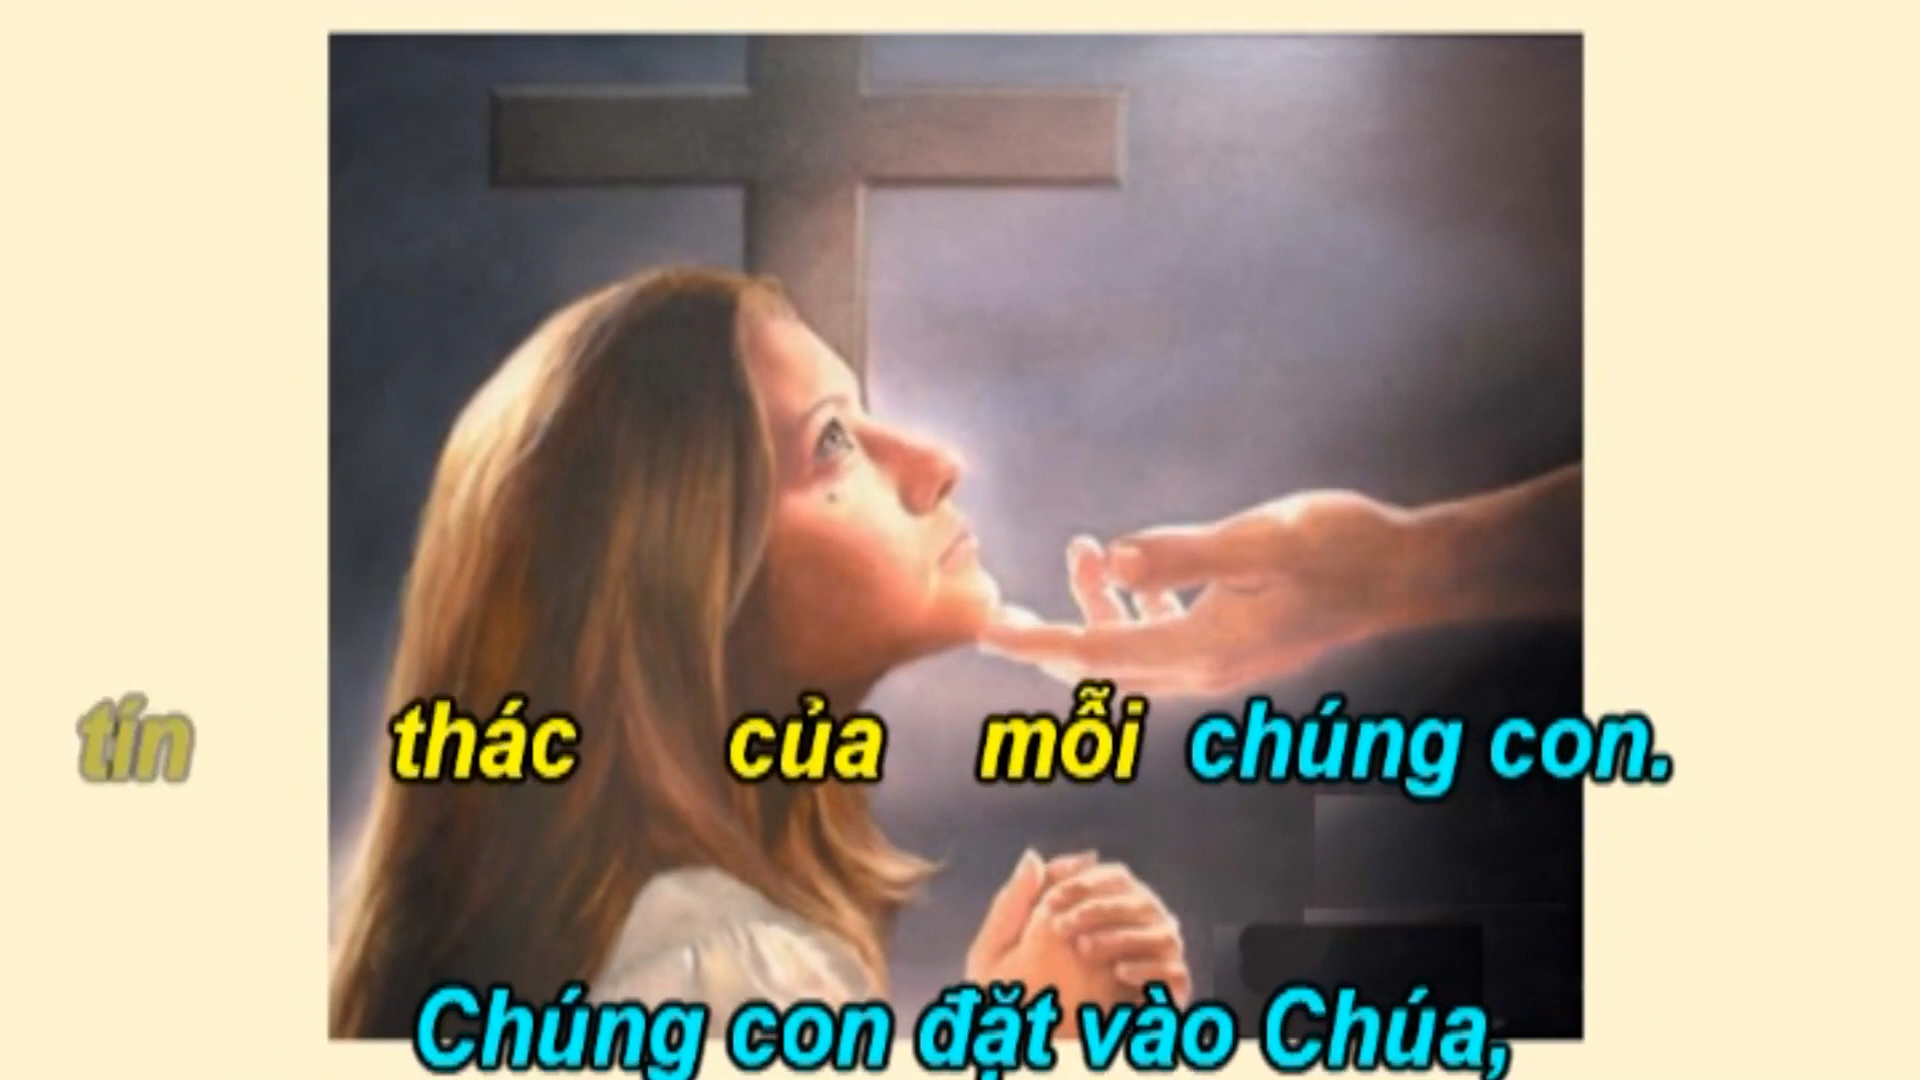 tín thác của mỗi chúng con.
Chúng con đặt vào Chúa,